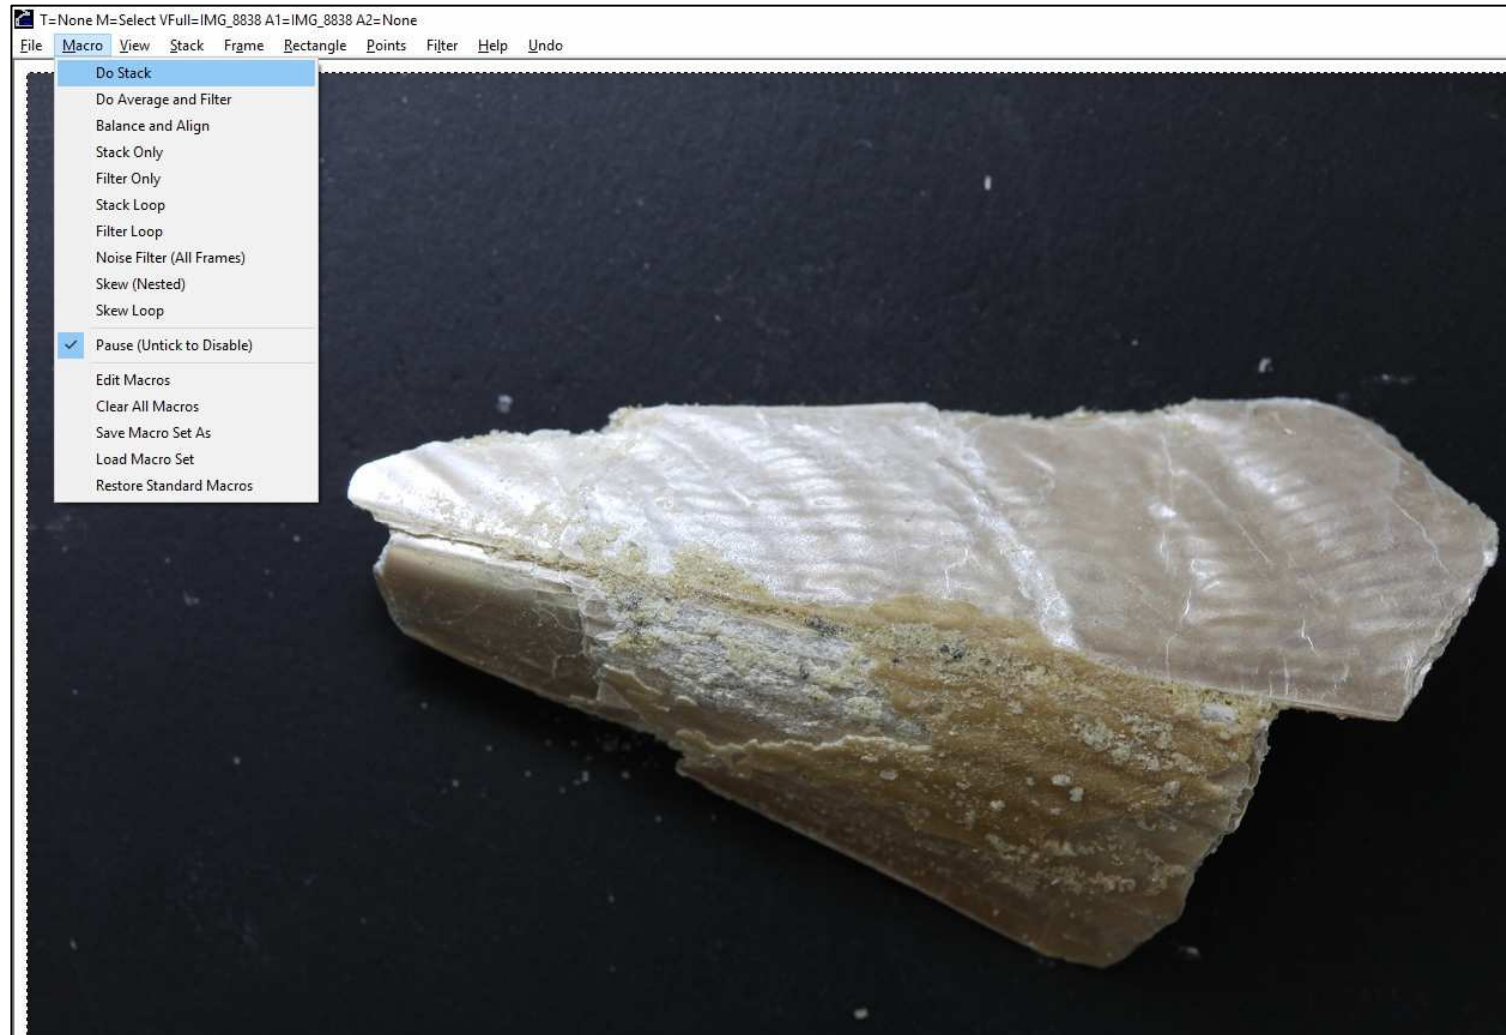 T=None M=Select VFull=IMG_8838 A1=IMG_8838 A2=None
File Macro View Stack Frame Rectangle Points Filter Help Undo
Do Stack
Do Average and Filter
Balance and Align
Stack Only
Filter Only
Stack Loop
Filter Loop
Noise Filter (All Frames)
Skew (Nested)
Skew Loop
Pause (Untick to Disable)
Edit Macros
Clear All Macros
Save Macro Set As
Load Macro Set
Restore Standard Macros